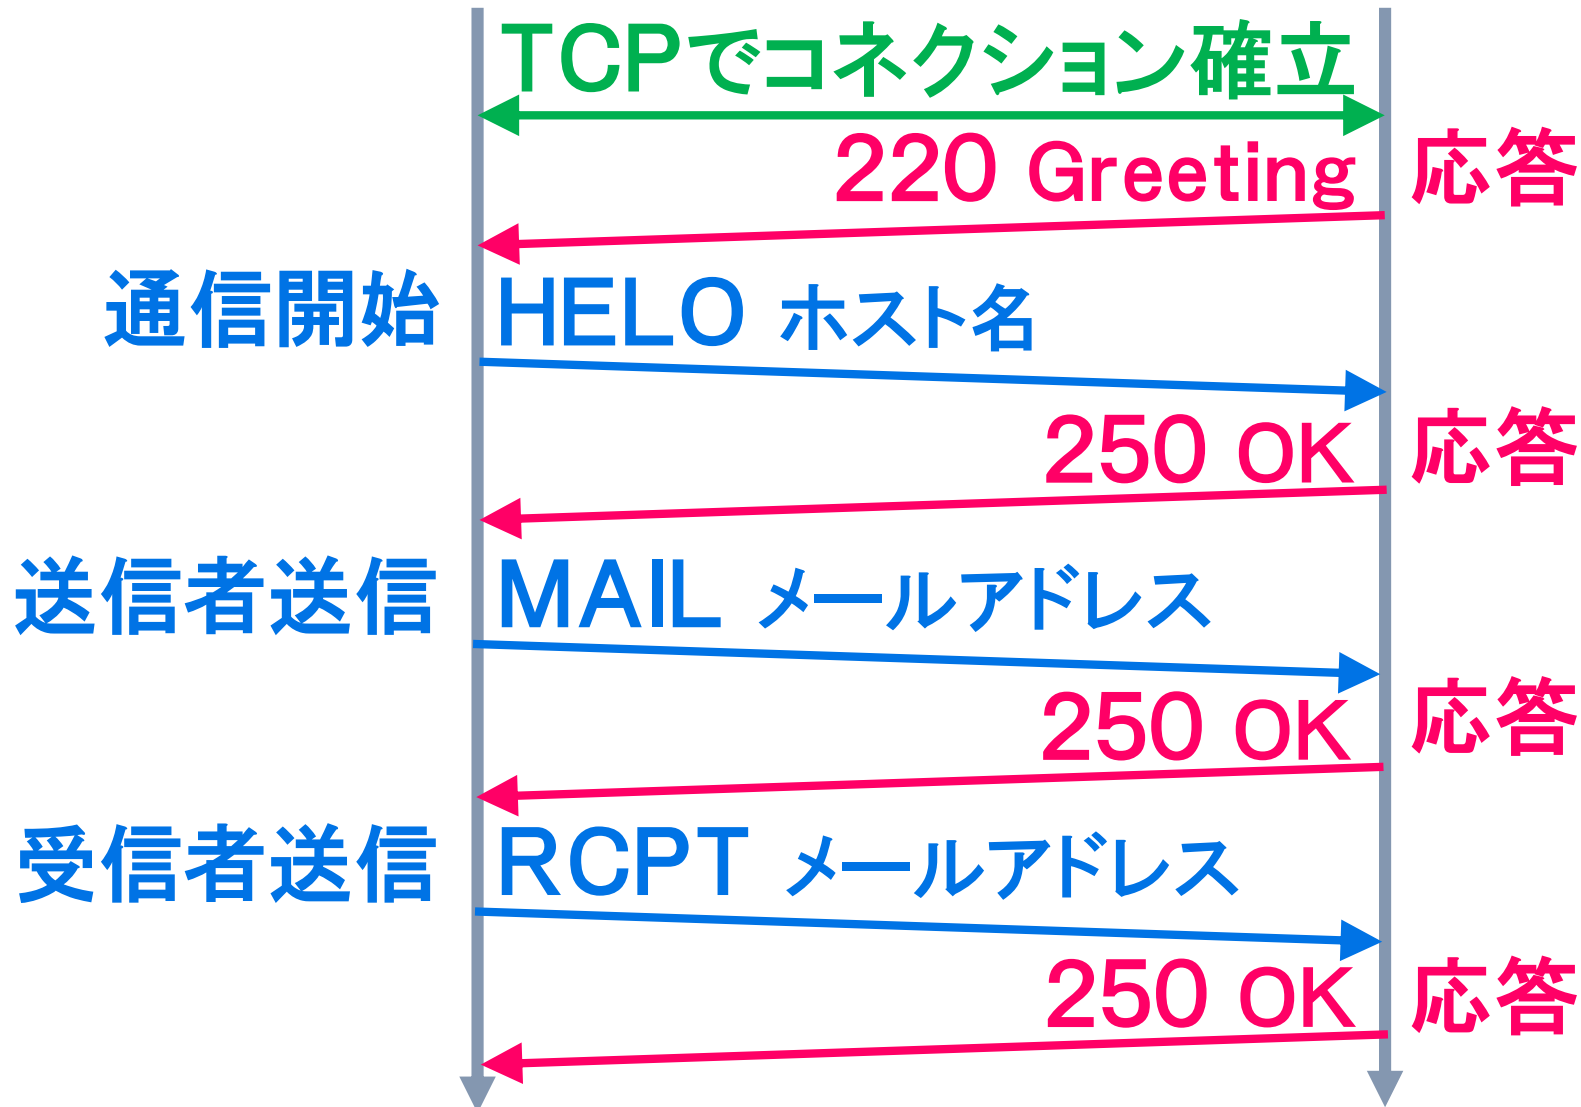 TCPでコネクション確立
220 Greeting 応答
通信開始 HELO ホスト名
250 OK 応答
送信者送信 MAIL メールアドレス
250 OK 応答
受信者送信 RCPT メールアドレス
250 OK 応答